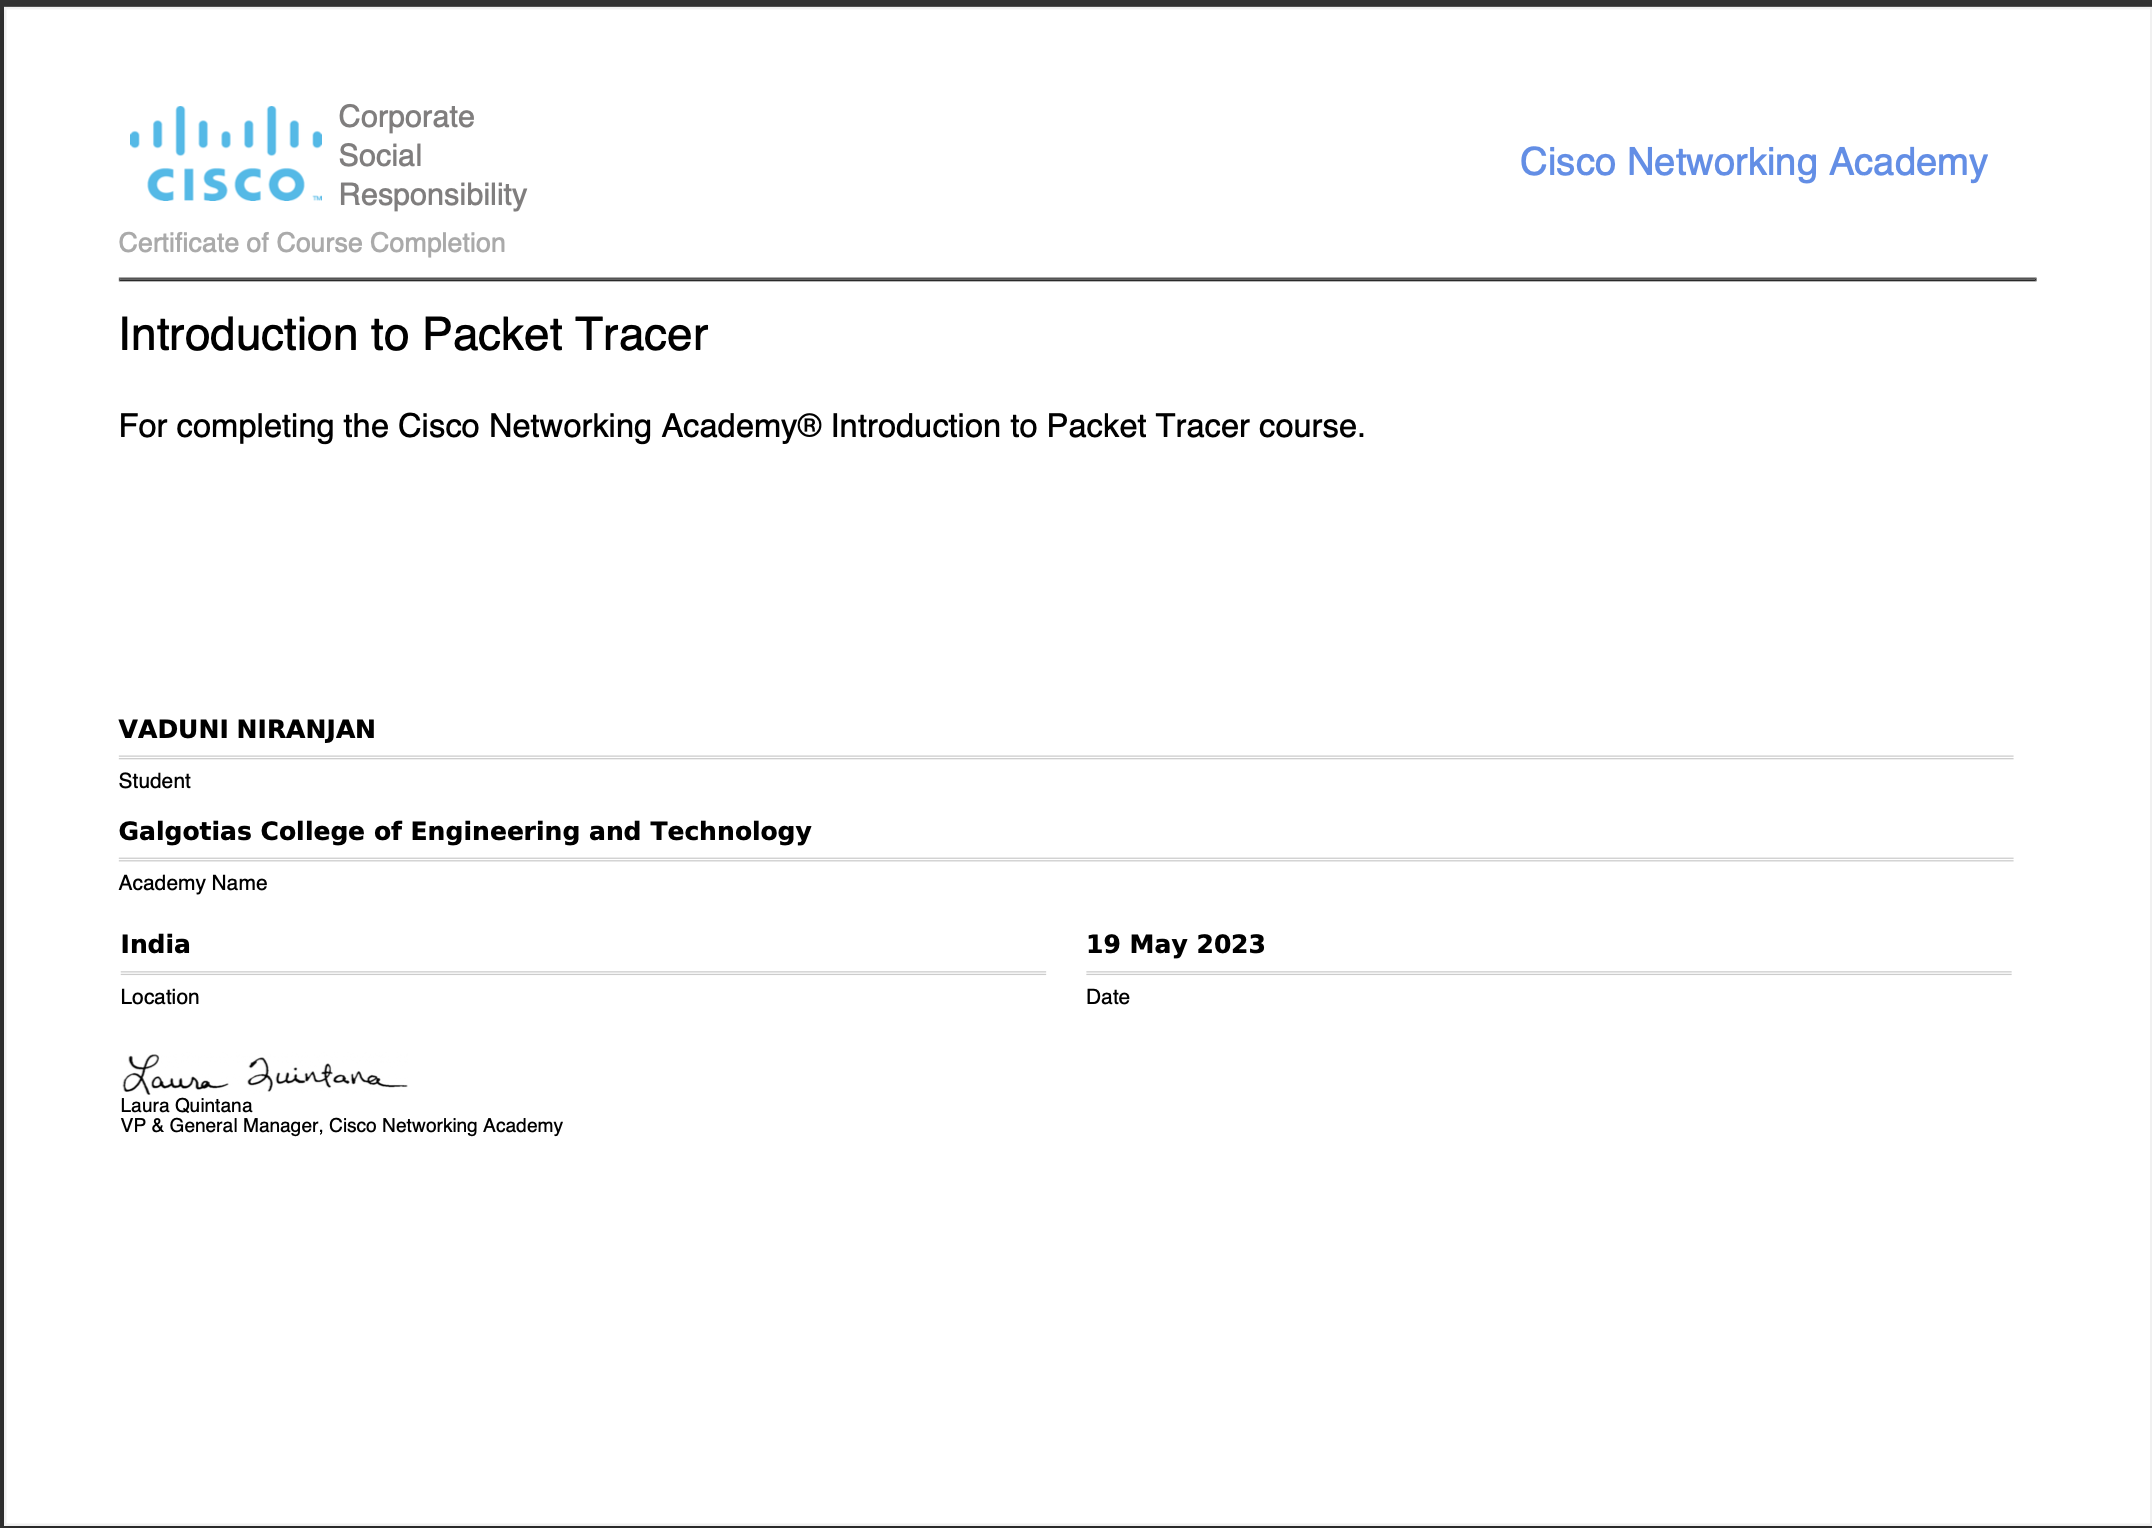 Corporate
Social
Responsibility
CISCO™
Cisco Networking Academy
Certificate of Course Completion
Introduction to Packet Tracer
For completing the Cisco Networking Academy® Introduction to Packet Tracer course.
VADUNI NIRANJAN
Student
Galgotias College of Engineering and Technology
Academy Name
India
19 May 2023
Location
Date
Laura Quintana
Laura Quintana
VP & General Manager, Cisco Networking Academy